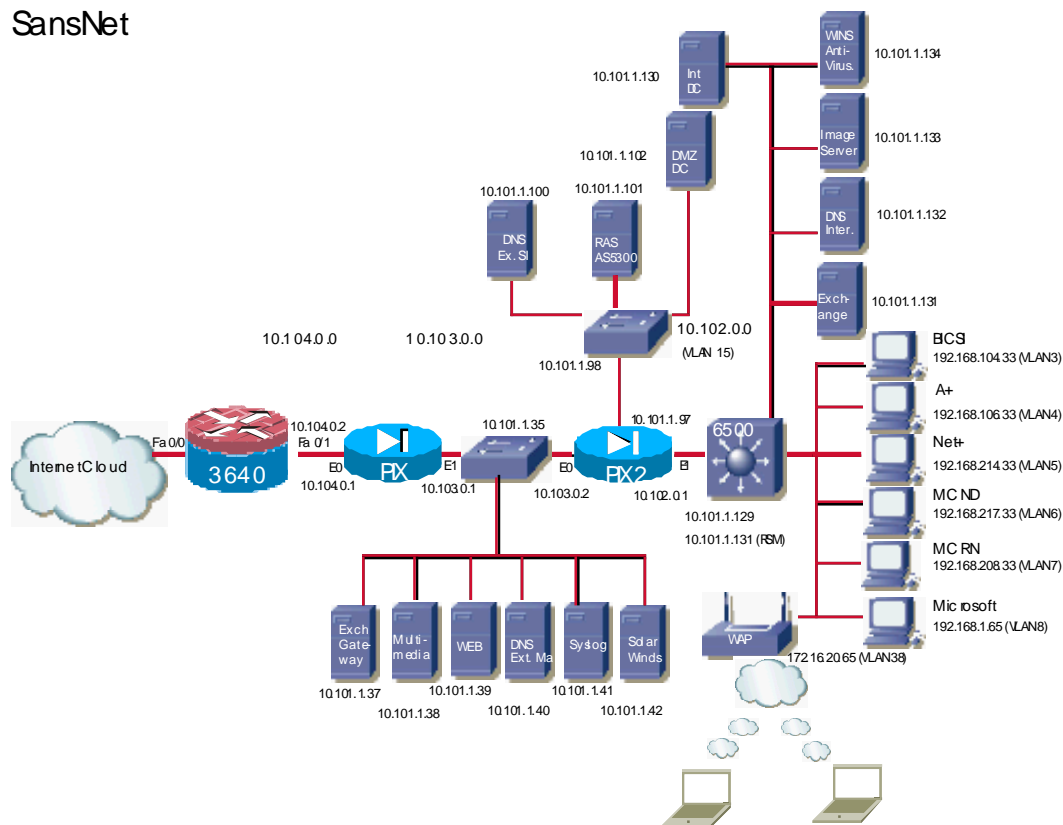 SansNet
WINS
Anti-
Virus.
10.101.1.134
10.101.1.130
Int
DC
Image
Server
10.101.1.133
10.101.1.102
DMZ
DC
10.101.1.100
10.101.1.101
DNS
Inter.
10.101.1.132
DNS
Ex. SI
RAS
AS5300
Exch-
ange
10.101.1.131
10.104.0.0
10.103.0.0
10.102.0.0
(VLAN 15)
10.101.1.98
BICSI
192.168.104.33 (VLAN3)
A+
192.168.106.33 (VLAN4)
10.101.1.97
10.101.1.35
10.104.0.2
Fa 0/0
Fa 0/1
InternetCloud
3640
E0
PIX
E1
10.104.0.1
10.103.0.1
E0
PIX2
E1
10.103.0.2
10.102.0.1
6500
Net+
192.168.214.33 (VLAN5)
MCND
192.168.217.33 (VLAN6)
10.101.1.129
10.101.1.131 (RSM)
MCRN
192.168.208.33 (VLAN7)
Microsoft
192.168.1.65 (VLAN8)
WAP
172.16.20.65 (VLAN38)
Exch
Gate-
way
Multi-
media
WEB
DNS
Ext. Ma
Syslog
Solar
Winds
10.101.1.37
10.101.1.38
10.101.1.39
10.101.1.40
10.101.1.41
10.101.1.42